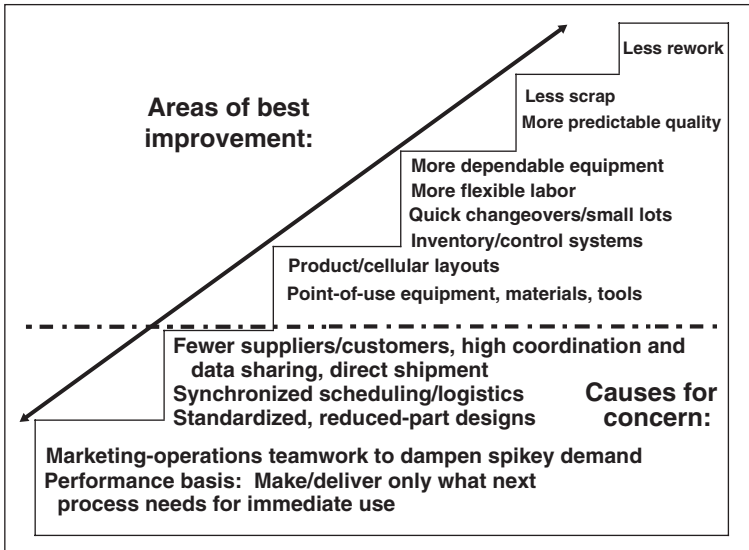 Less rework
Areas of best
improvement:
Less scrap
More predictable quality
More dependable equipment
More flexible labor
Quick changeovers/small lots
Inventory/control systems
Product/cellular layouts
Point-of-use equipment, materials, tools
Fewer suppliers/customers, high coordination and
data sharing, direct shipment
Synchronized scheduling/logistics
Standardized, reduced-part designs
Causes for
concern:
Marketing-operations teamwork to dampen spikey demand
Performance basis: Make/deliver only what next
process needs for immediate use